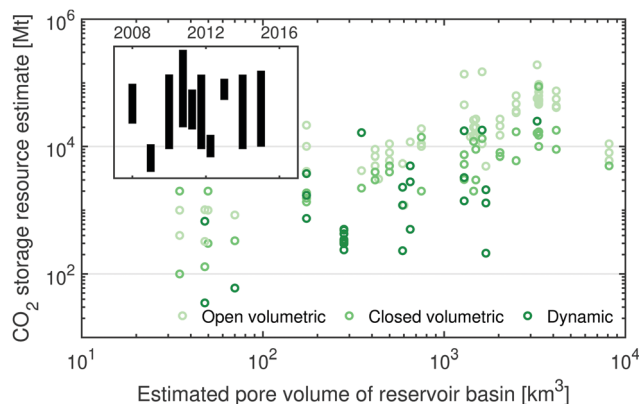 2008 2012 2016
10^6
10^4
10^2
CO2 storage resource estimate [Mt]
Open volumetric Closed volumetric Dynamic
10^1 10^2 10^3 10^4
Estimated pore volume of reservoir basin [km^3]